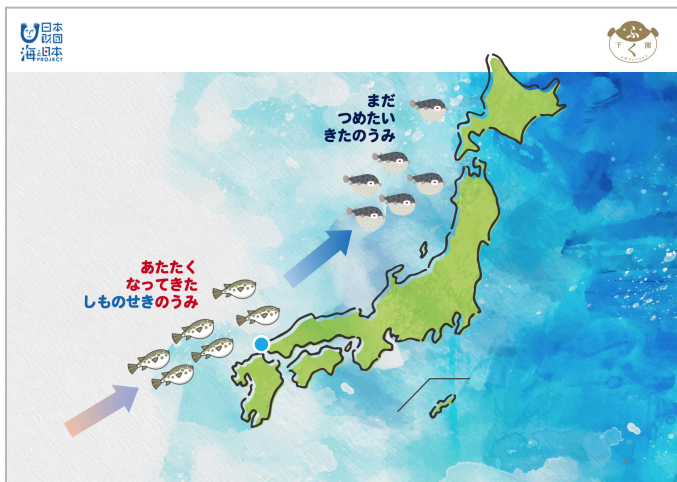 日本
財団
海と日本
PROJECT
ふく
下 関
まだ
つめたい
きたのうみ
あたたく
なってきた
しものせきのうみ